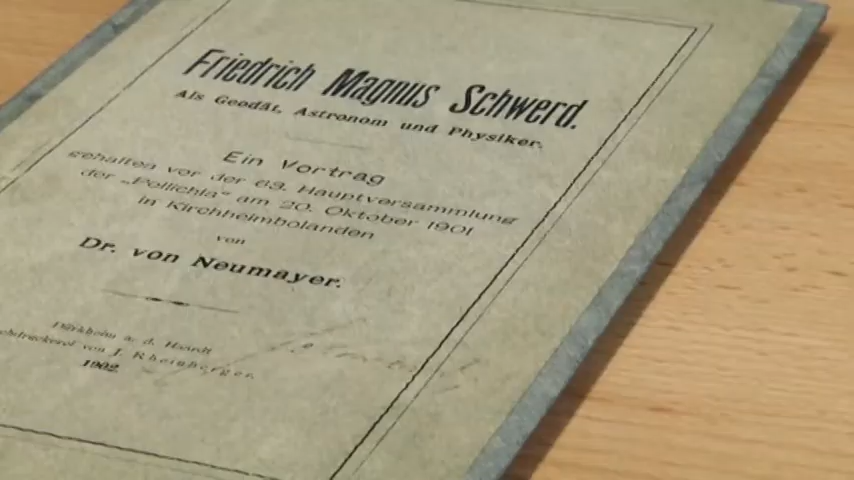 Friedrich Magnus Schwerd.
Als Geodät, Astronom und Physiker.
Ein Vortrag
gehalten vor der 63. Hauptversammlung
der „Pollichia“ am 20. Oktober 1901
in Kirchheimbolanden
von
Dr. von Neumayer.
Dürkheim a. d. Haardt
von J. Rheinberger.
1902.